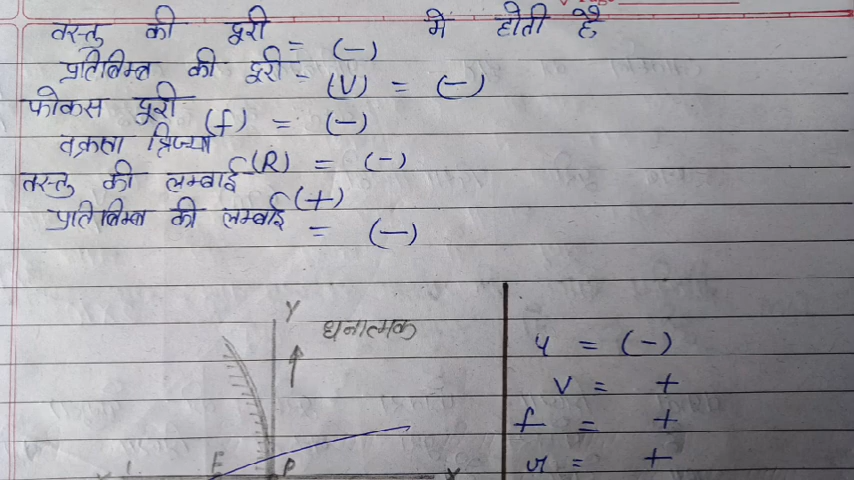 वस्तु की दूरी = (-) में होती है
प्रतिबिम्ब की दूरी - (V) = (-)
फोकस दूरी (f) = (-)
वक्रता त्रिज्या (R) = (-)
वस्तु की लम्बाई (+)
प्रतिबिम्ब की लम्बाई = (-)
Y
धनात्मक
P
u = (-)
v = +
f = +